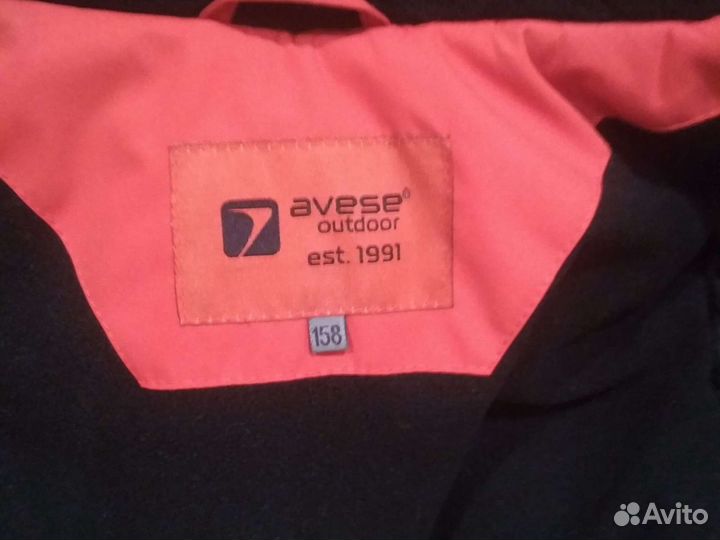 avese®
outdoor
est. 1991
158
Avito